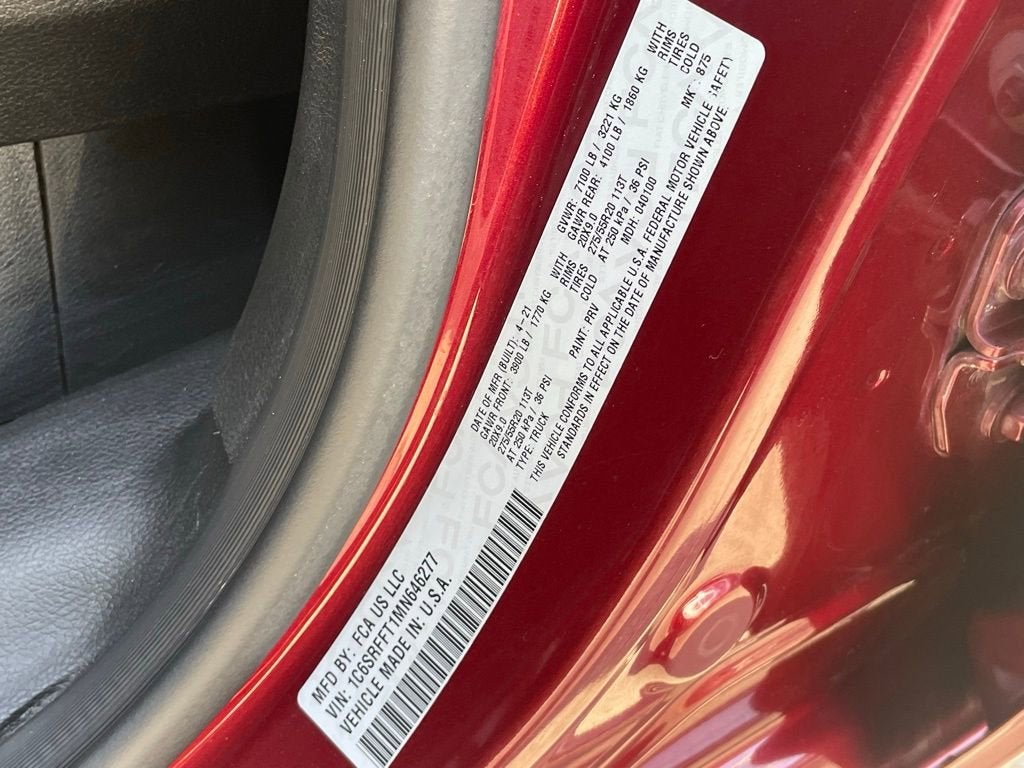 MFD BY: FCA US LLC
VIN: 1C6SRFFT1MN646277
VEHICLE MADE IN: U.S.A.
DATE OF MFR (BUILT): 4-21 GVWR: 7100 LB / 3221 KG
GAWR FRONT: 3900 LB / 1770 KG WITH GAWR REAR: 4100 LB / 1860 KG WITH
20X9.0 RIMS 20X9.0 RIMS
275/55R20 113T TIRES 275/55R20 113T TIRES
AT 250 kPa / 36 PSI COLD AT 250 kPa / 36 PSI COLD
TYPE: TRUCK PAINT: PRV MDH: 040100 875
THIS VEHICLE CONFORMS TO ALL APPLICABLE U.S.A. FEDERAL MOTOR VEHICLE SAFETY
STANDARDS IN EFFECT ON THE DATE OF MANUFACTURE SHOWN ABOVE.